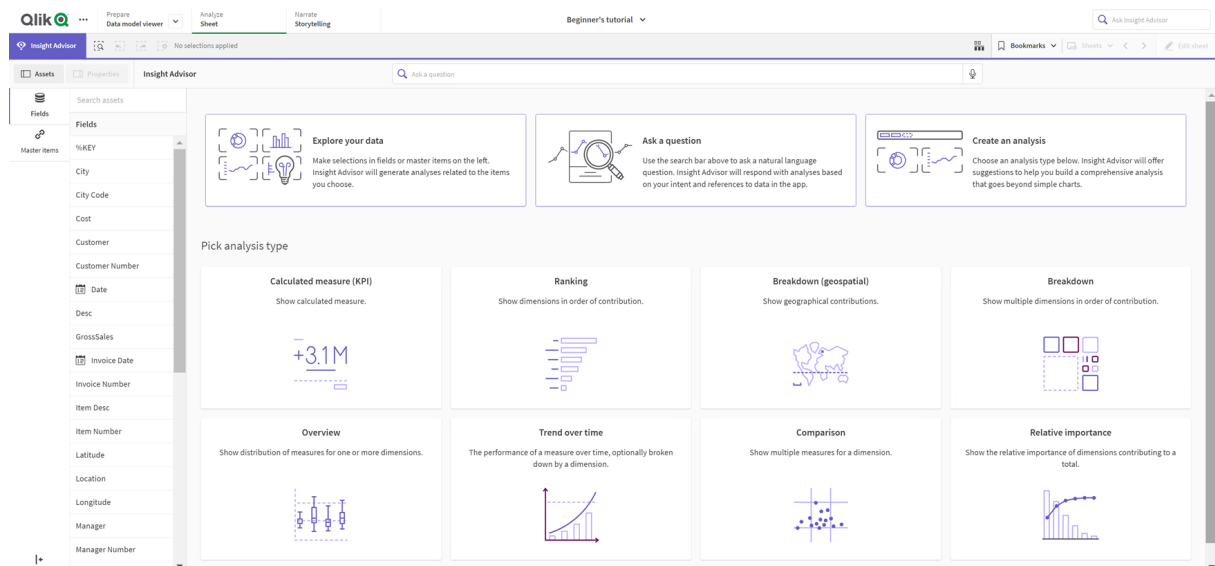 Qlik
Prepare
Data model viewer
Analyze
Sheet
Narrate
Storytelling
Beginner's tutorial
Ask Insight Advisor
Insight Advisor
No selections applied
Bookmarks
Sheets
Edit sheet
Assets
Properties
Insight Advisor
Ask a question
Fields
Master items
Search assets
Fields
%KEY
City
City Code
Cost
Customer
Customer Number
Date
Desc
GrossSales
Invoice Date
Invoice Number
Item Desc
Item Number
Latitude
Location
Longitude
Manager
Manager Number
Explore your data
Make selections in fields or master items on the left.
Insight Advisor will generate analyses related to the items
you choose.
Ask a question
Use the search bar above to ask a natural language
question. Insight Advisor will respond with analyses based
on your intent and references to data in the app.
Create an analysis
Choose an analysis type below. Insight Advisor will offer
suggestions to help you build a comprehensive analysis
that goes beyond simple charts.
Pick analysis type
Calculated measure (KPI)
Show calculated measure.
+3.1M
Ranking
Show dimensions in order of contribution.
Breakdown (geospatial)
Show geographical contributions.
Breakdown
Show multiple dimensions in order of contribution.
Overview
Show distribution of measures for one or more dimensions.
Trend over time
The performance of a measure over time, optionally broken
down by a dimension.
Comparison
Show multiple measures for a dimension.
Relative importance
Show the relative importance of dimensions contributing to a
total.